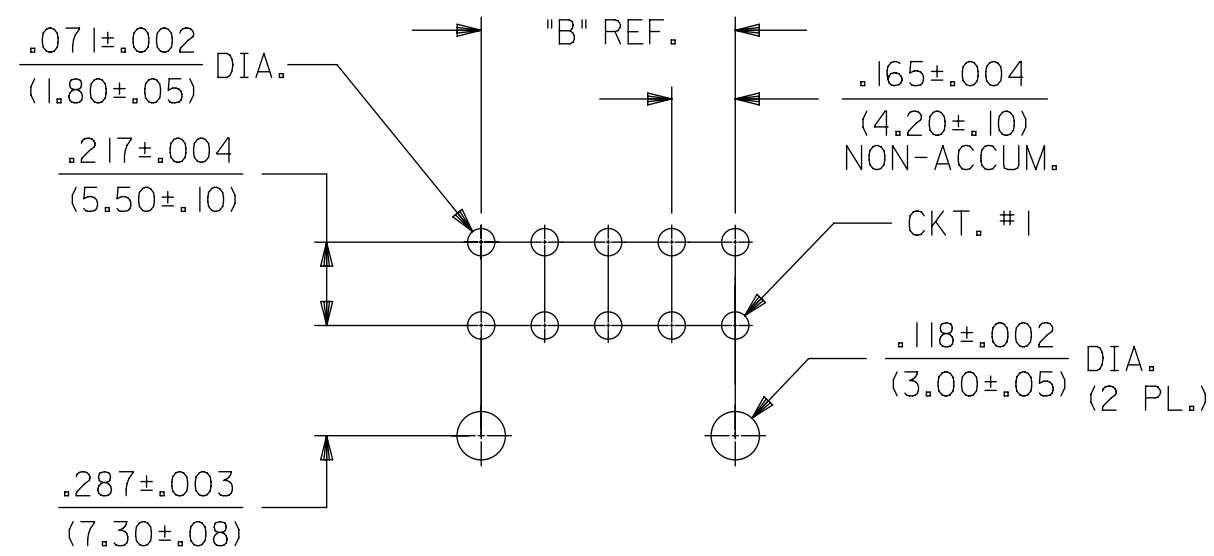 .071±.002
(1.80±.05)
DIA.
"B" REF.
.165±.004
(4.20±.10)
NON-ACCUM.
.217±.004
(5.50±.10)
CKT. #1
.118±.002
(3.00±.05)
DIA.
(2 PL.)
.287±.003
(7.30±.08)